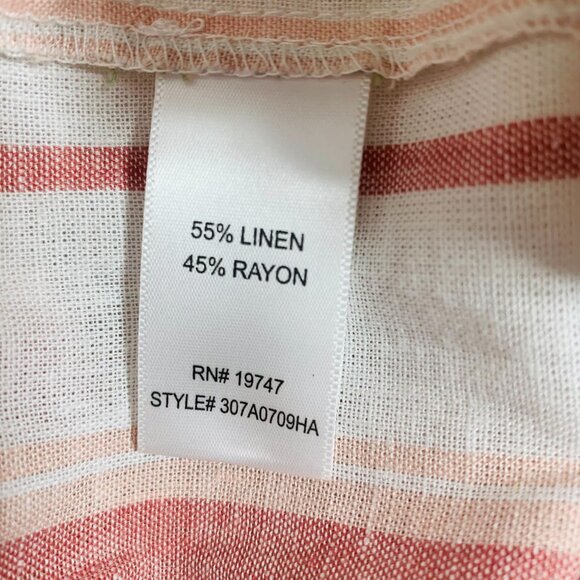 55% LINEN
45% RAYON
RN# 19747
STYLE# 307A0709HA